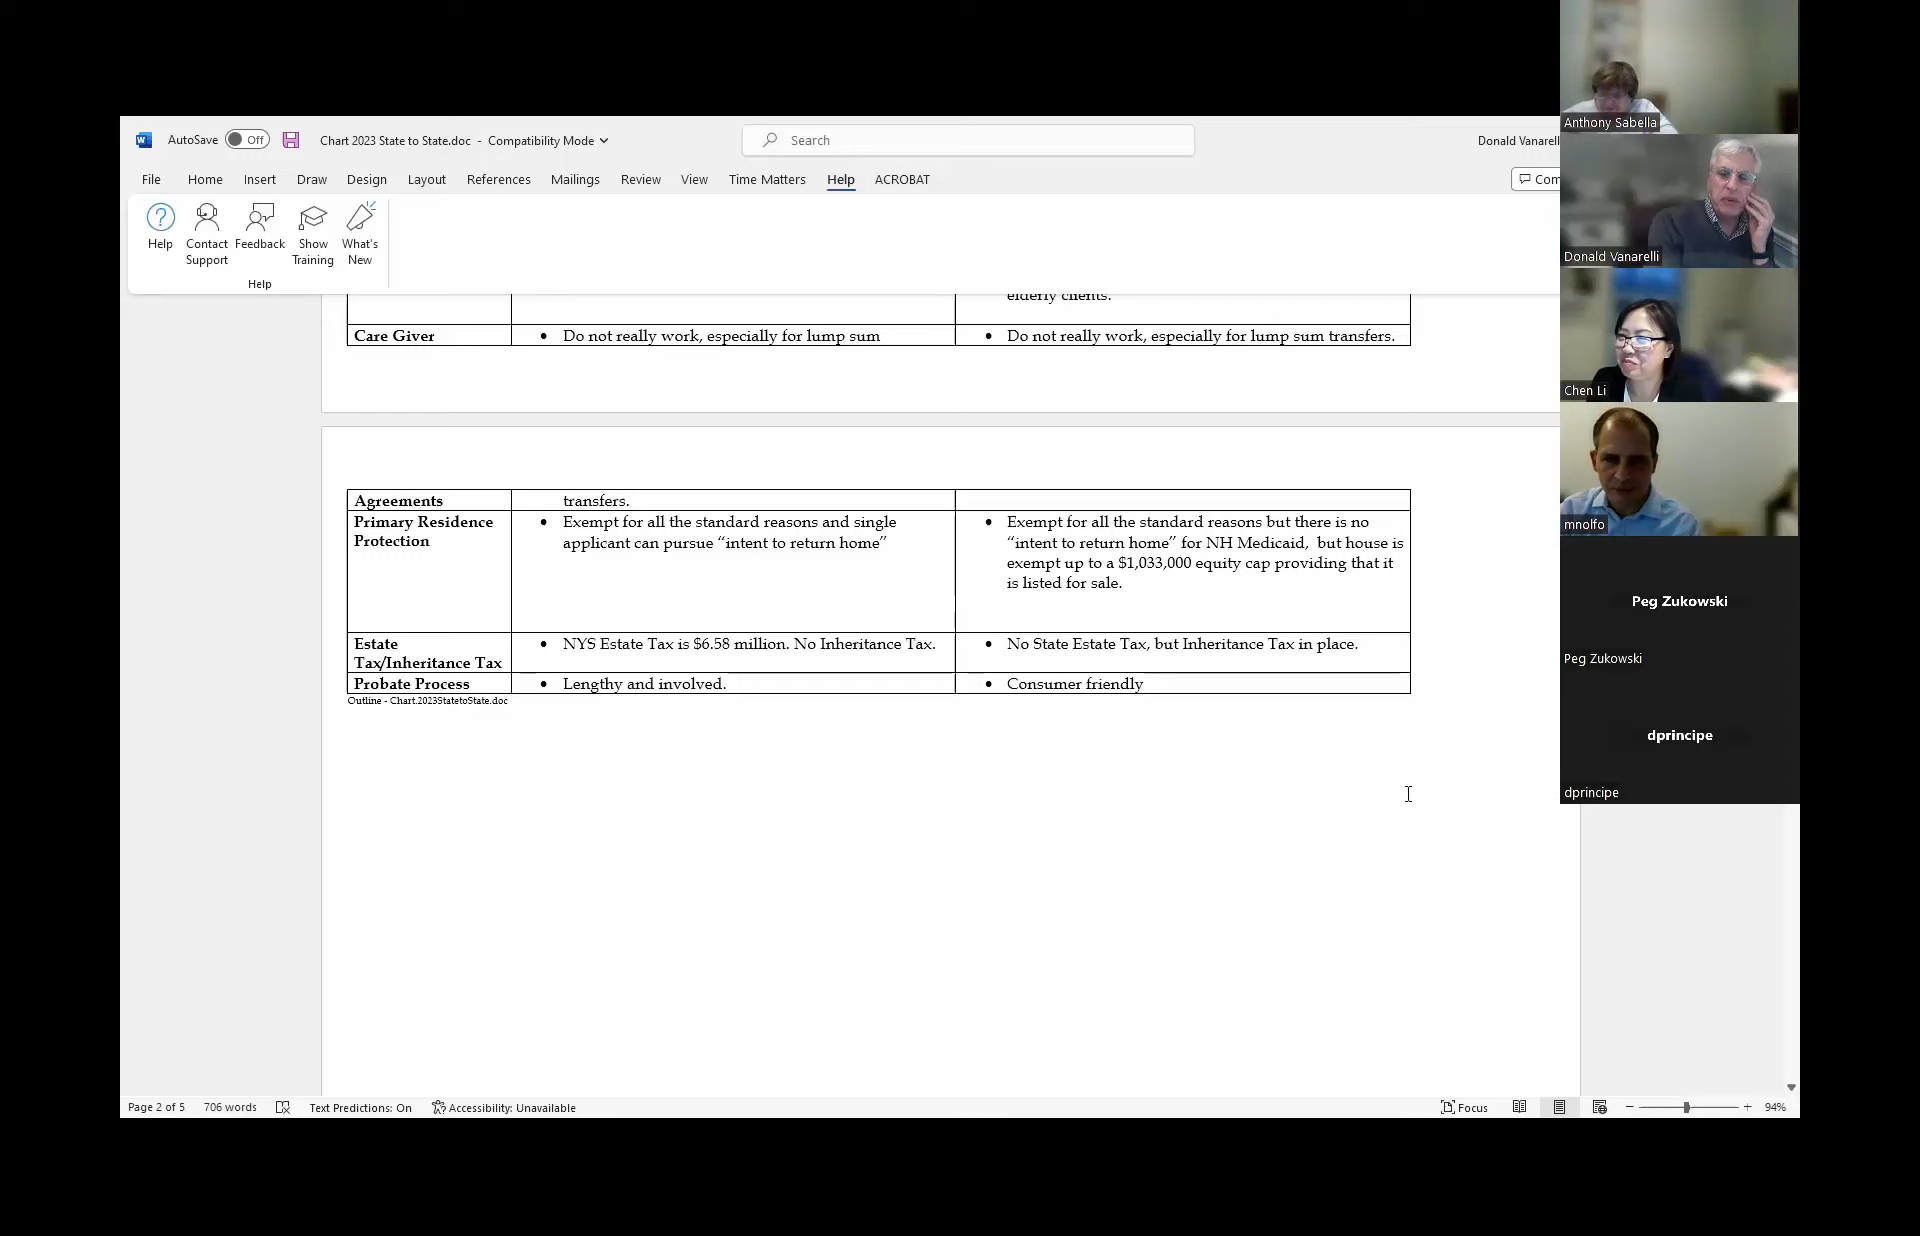 AutoSave Off Chart 2023 State to State.doc - Compatibility Mode Search Donald Vanarell
File Home Insert Draw Design Layout References Mailings Review View Time Matters Help ACROBAT Com
Help Contact Support Feedback Show Training What's New
Help
elderly clients.
Care Giver • Do not really work, especially for lump sum • Do not really work, especially for lump sum transfers.
Agreements transfers.
Primary Residence • Exempt for all the standard reasons and single • Exempt for all the standard reasons but there is no
Protection applicant can pursue “intent to return home” “intent to return home” for NH Medicaid, but house is
exempt up to a $1,033,000 equity cap providing that it
is listed for sale.
Estate • NYS Estate Tax is $6.58 million. No Inheritance Tax. • No State Estate Tax, but Inheritance Tax in place.
Tax/Inheritance Tax
Probate Process • Lengthy and involved. • Consumer friendly
Outline - Chart.2023StatetoState.doc
Page 2 of 5 706 words Text Predictions: On Accessibility: Unavailable Focus 94%
Anthony Sabella
Donald Vanarelli
Chen Li
mnolfo
Peg Zukowski
Peg Zukowski
dprincipe
dprincipe